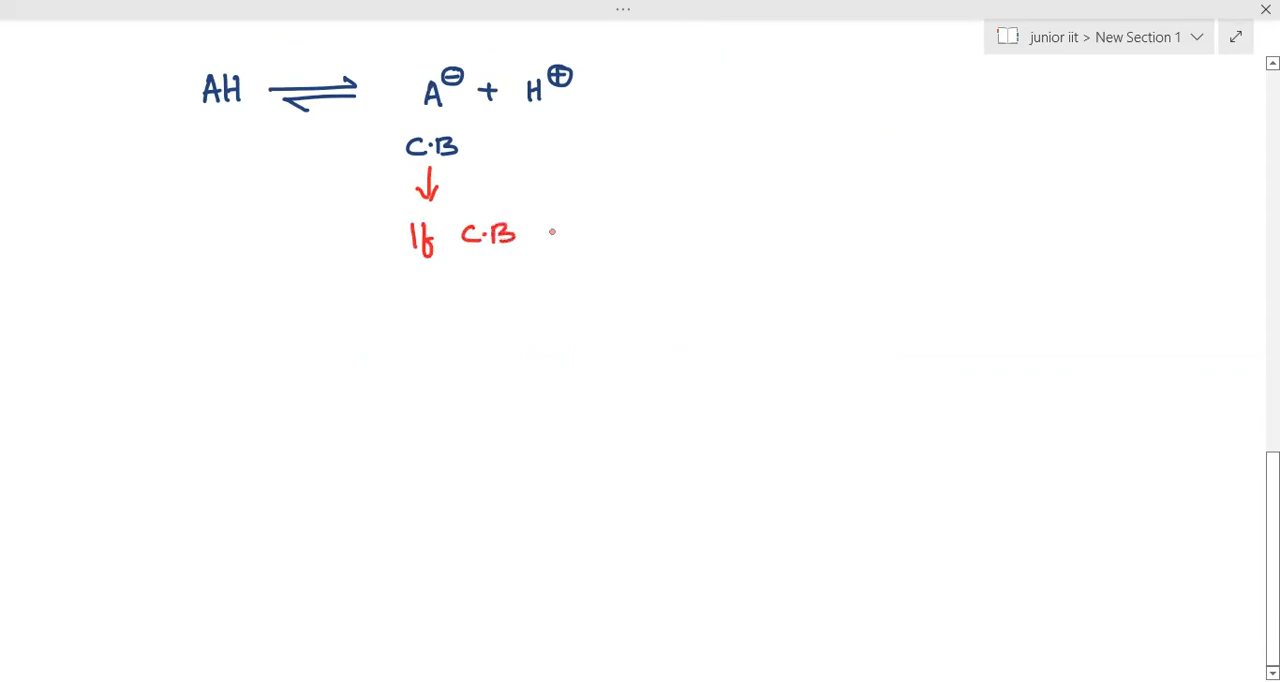 ...
junior iit > New Section 1
AH ⇌ A⊖ + H⊕
C·B
↓
If C·B